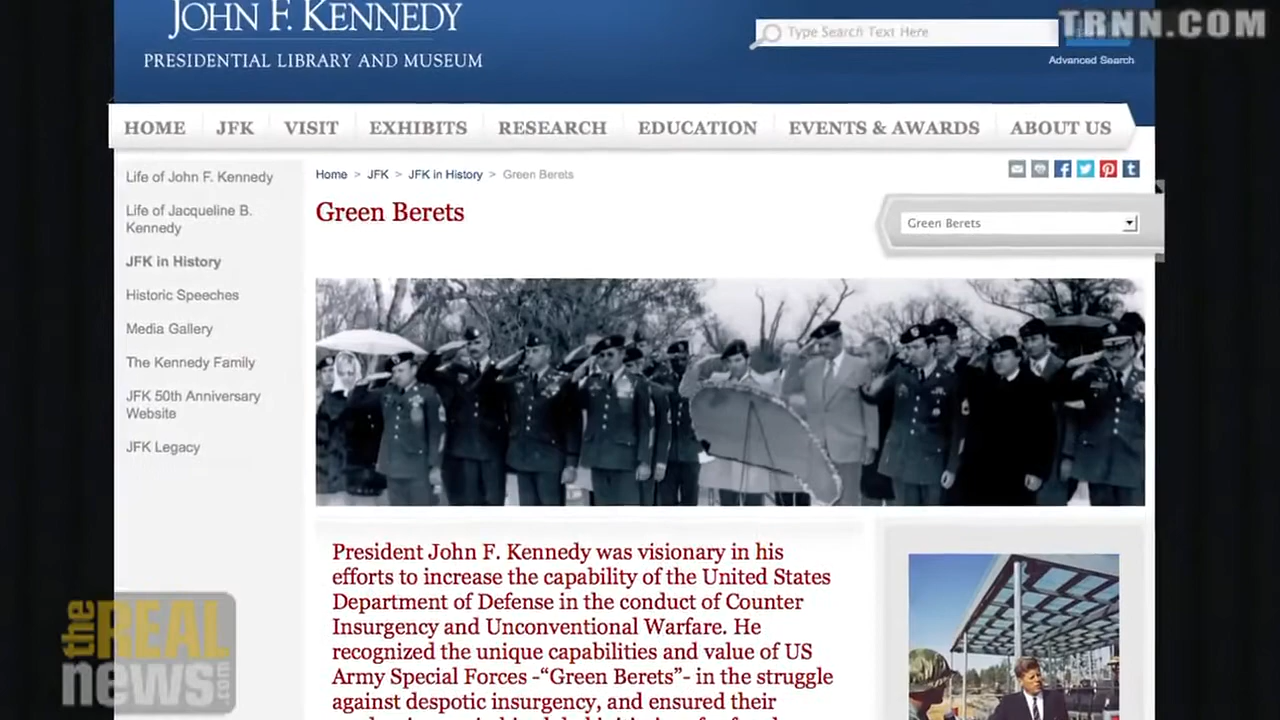 TRNN.COM
JOHN F. KENNEDY
PRESIDENTIAL LIBRARY AND MUSEUM
Type Search Text Here
Advanced Search
HOME JFK VISIT EXHIBITS RESEARCH EDUCATION EVENTS & AWARDS ABOUT US
Life of John F. Kennedy
Life of Jacqueline B.
Kennedy
JFK in History
Historic Speeches
Media Gallery
The Kennedy Family
JFK 50th Anniversary
Website
JFK Legacy
Home > JFK > JFK in History > Green Berets
Green Berets
Green Berets
President John F. Kennedy was visionary in his
efforts to increase the capability of the United States
Department of Defense in the conduct of Counter
Insurgency and Unconventional Warfare. He
recognized the unique capabilities and value of US
Army Special Forces -“Green Berets”- in the struggle
against despotic insurgency, and ensured their
the REAL
news.com